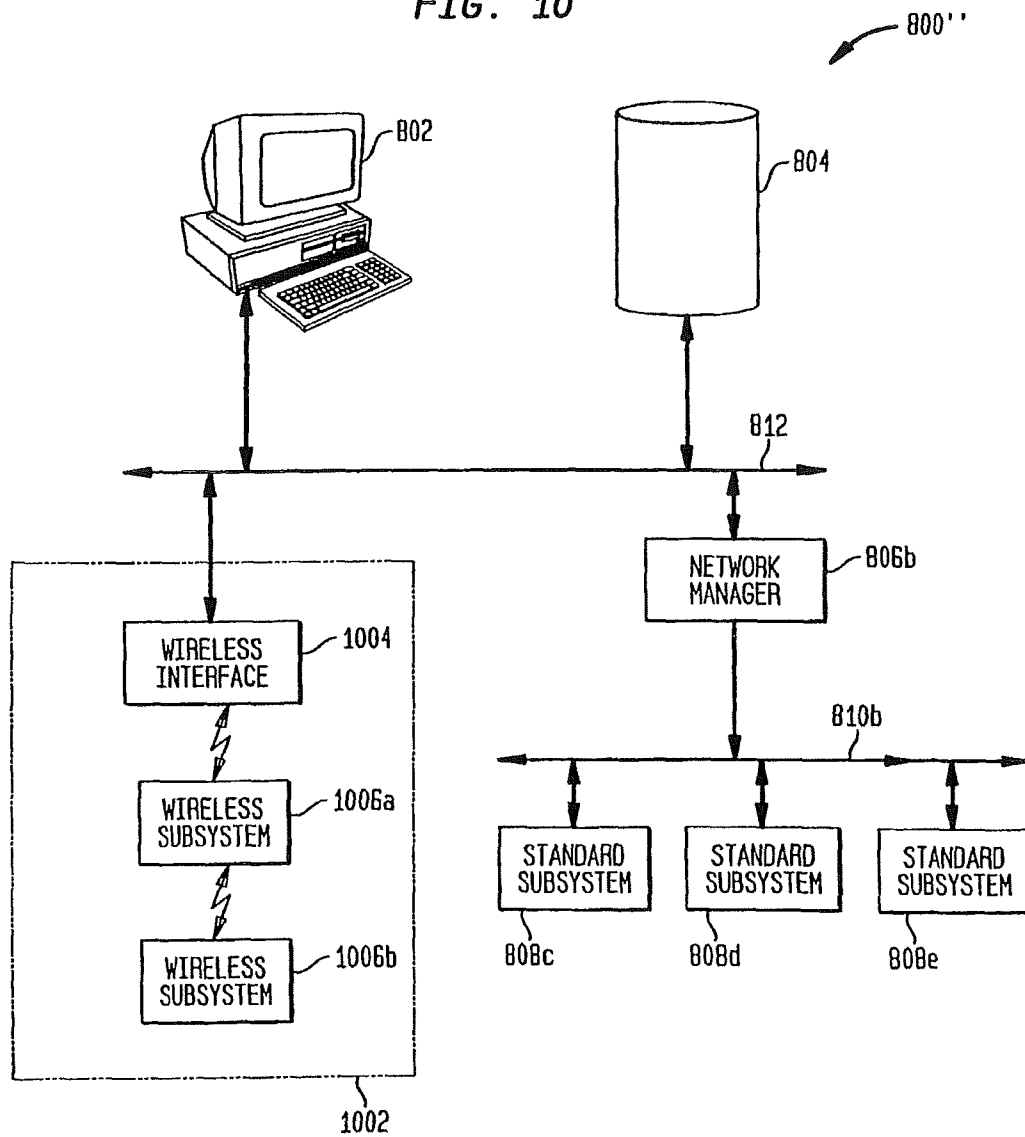 FIG. 10
800''
802
804
812
NETWORK
MANAGER
806b
WIRELESS
INTERFACE
1004
810b
WIRELESS
SUBSYSTEM
1006a
STANDARD
SUBSYSTEM
STANDARD
SUBSYSTEM
STANDARD
SUBSYSTEM
808c
808d
808e
WIRELESS
SUBSYSTEM
1006b
1002